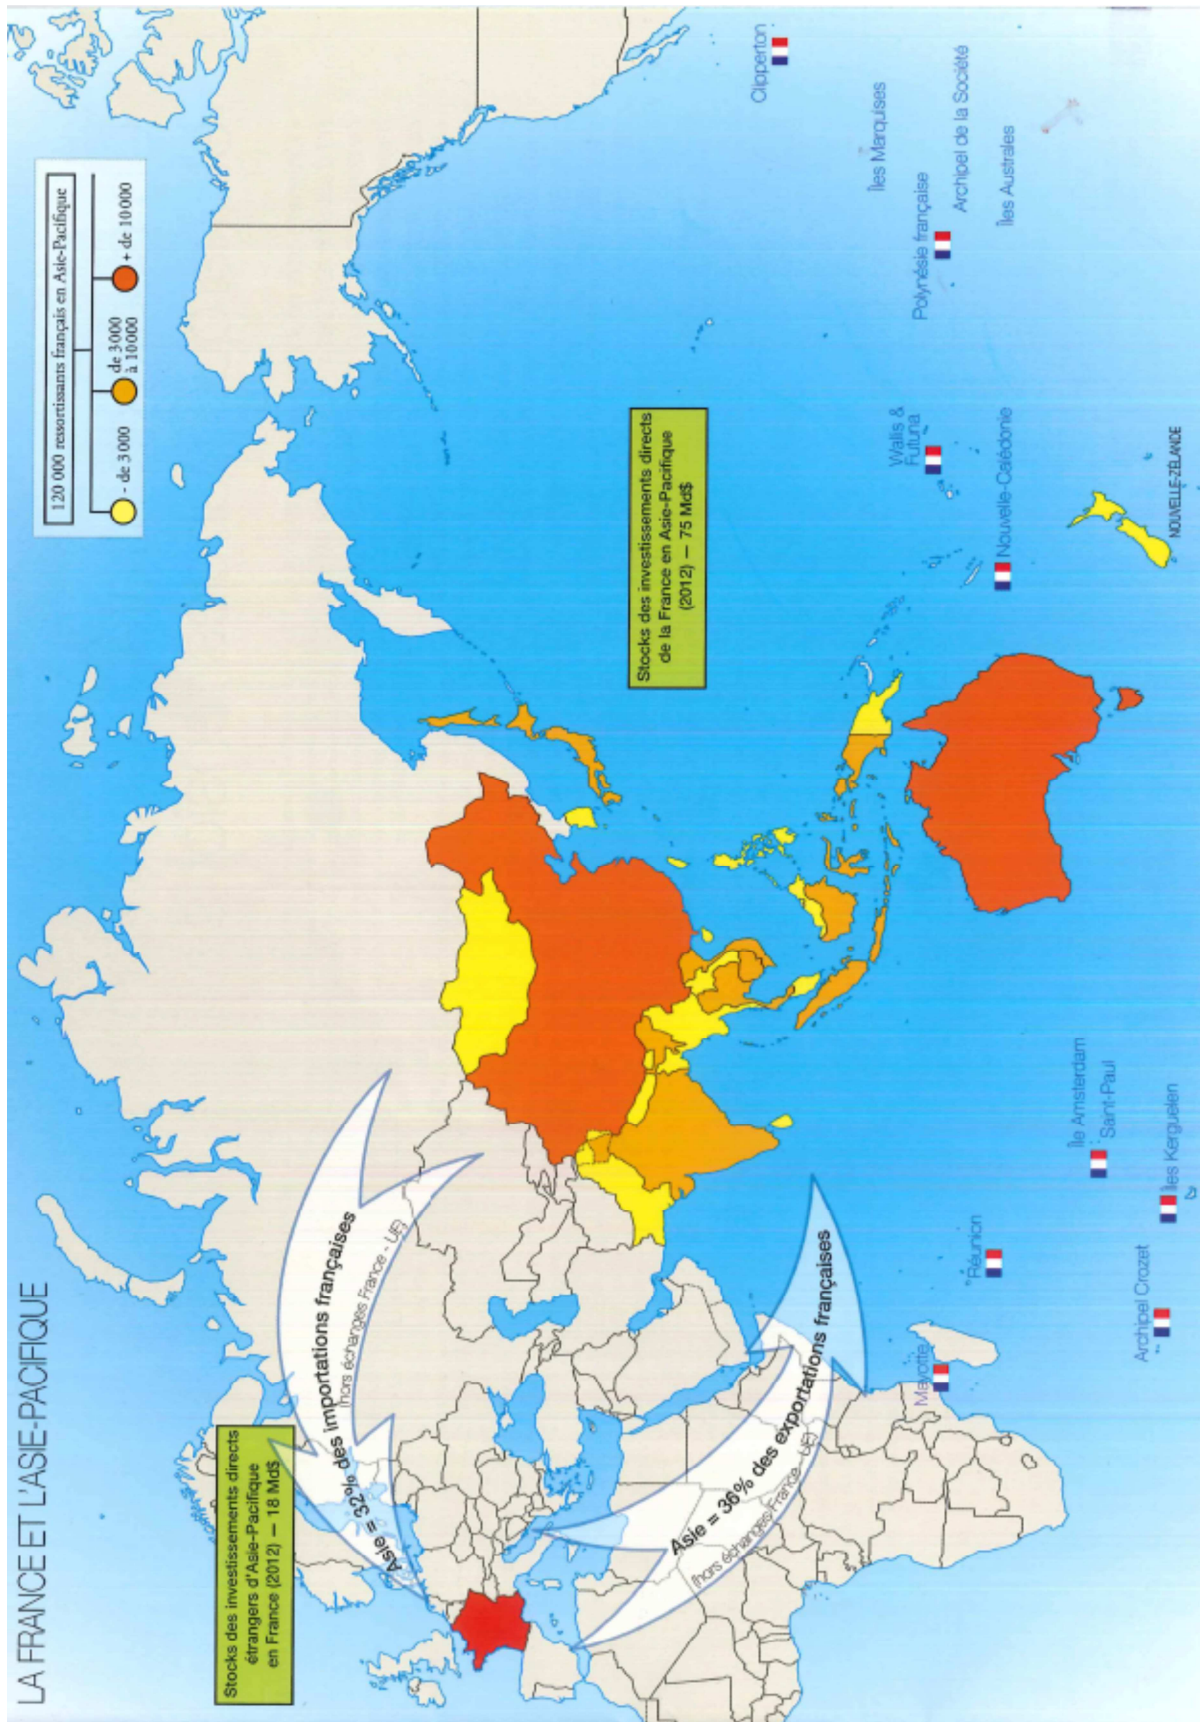 LA FRANCE ET L'ASIE-PACIFIQUE
120 000 ressortissants français en Asie-Pacifique
- de 3 000
de 3 000
à 10 000
+ de 10 000
Stocks des investissements directs
étrangers d'Asie-Pacifique
en France (2012) – 18 Md$
Asie = 32% des importations françaises
(hors échanges France - UE)
Asie = 36% des exportations françaises
(hors échanges France - UE)
Stocks des investissements directs
de la France en Asie-Pacifique
(2012) – 75 Md$
Clipperton
Îles Marquises
Polynésie française
Archipel de la Société
Îles Australes
Wallis &
Futuna
Nouvelle-Calédonie
NOUVELLE-ZÉLANDE
Mayotte
Réunion
Île Amsterdam
Saint-Paul
Archipel Crozet
Îles Kerguelen